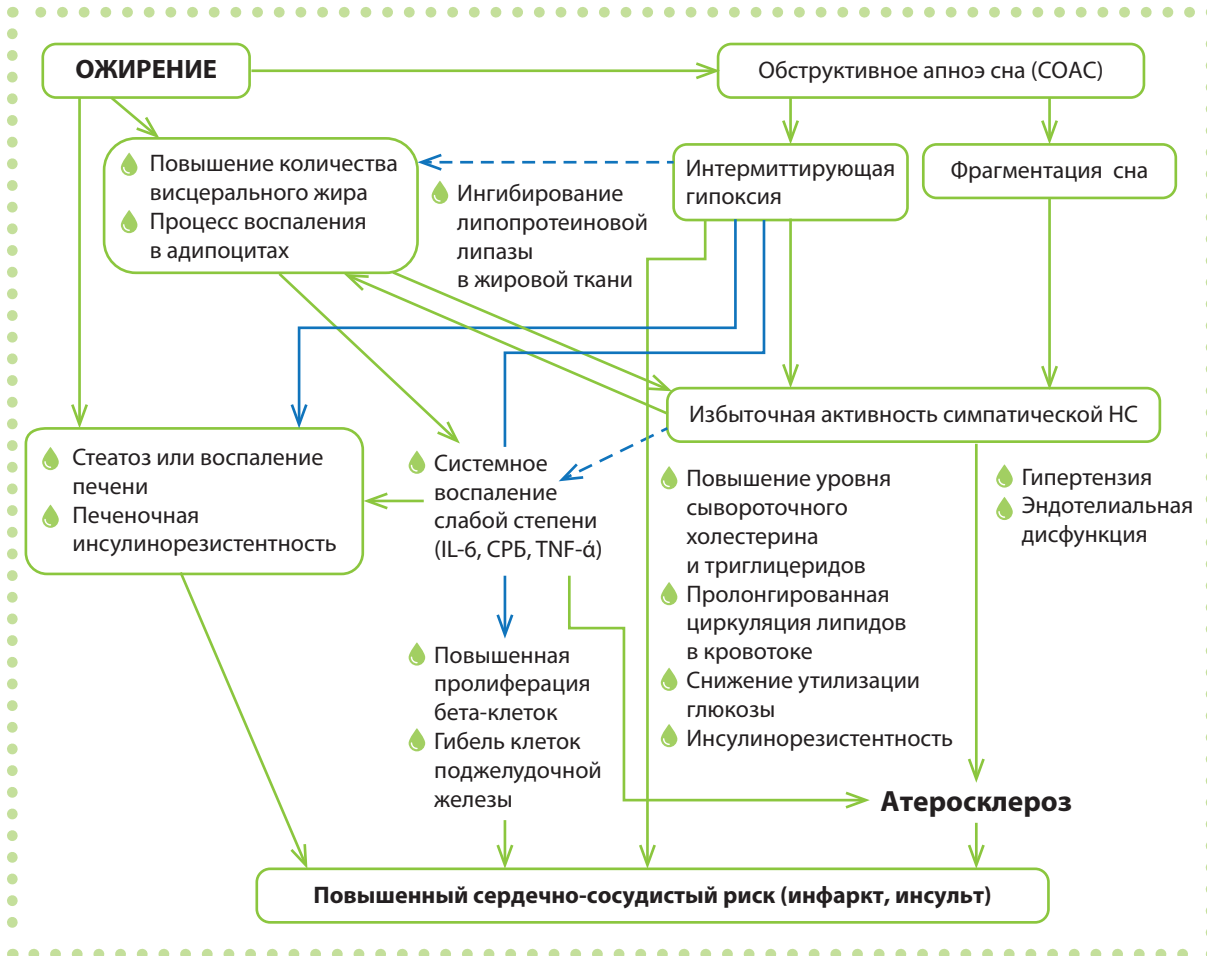 ОЖИРЕНИЕ
Обструктивное апноэ сна (СОАС)
Повышение количества
висцерального жира
Процесс воспаления
в адипоцитах
Ингибирование
липопротеиновой
липазы
в жировой ткани
Интермиттирующая
гипоксия
Фрагментация сна
Избыточная активность симпатической НС
Стеатоз или воспаление
печени
Печеночная
инсулинорезистентность
Системное
воспаление
слабой степени
(IL-6, СРБ, TNF-ά)
Повышение уровня
сывороточного
холестерина
и триглицеридов
Пролонгированная
циркуляция липидов
в кровотоке
Снижение утилизации
глюкозы
Инсулинорезистентность
Гипертензия
Эндотелиальная
дисфункция
Повышенная
пролиферация
бета-клеток
Гибель клеток
поджелудочной
железы
Атеросклероз
Повышенный сердечно-сосудистый риск (инфаркт, инсульт)